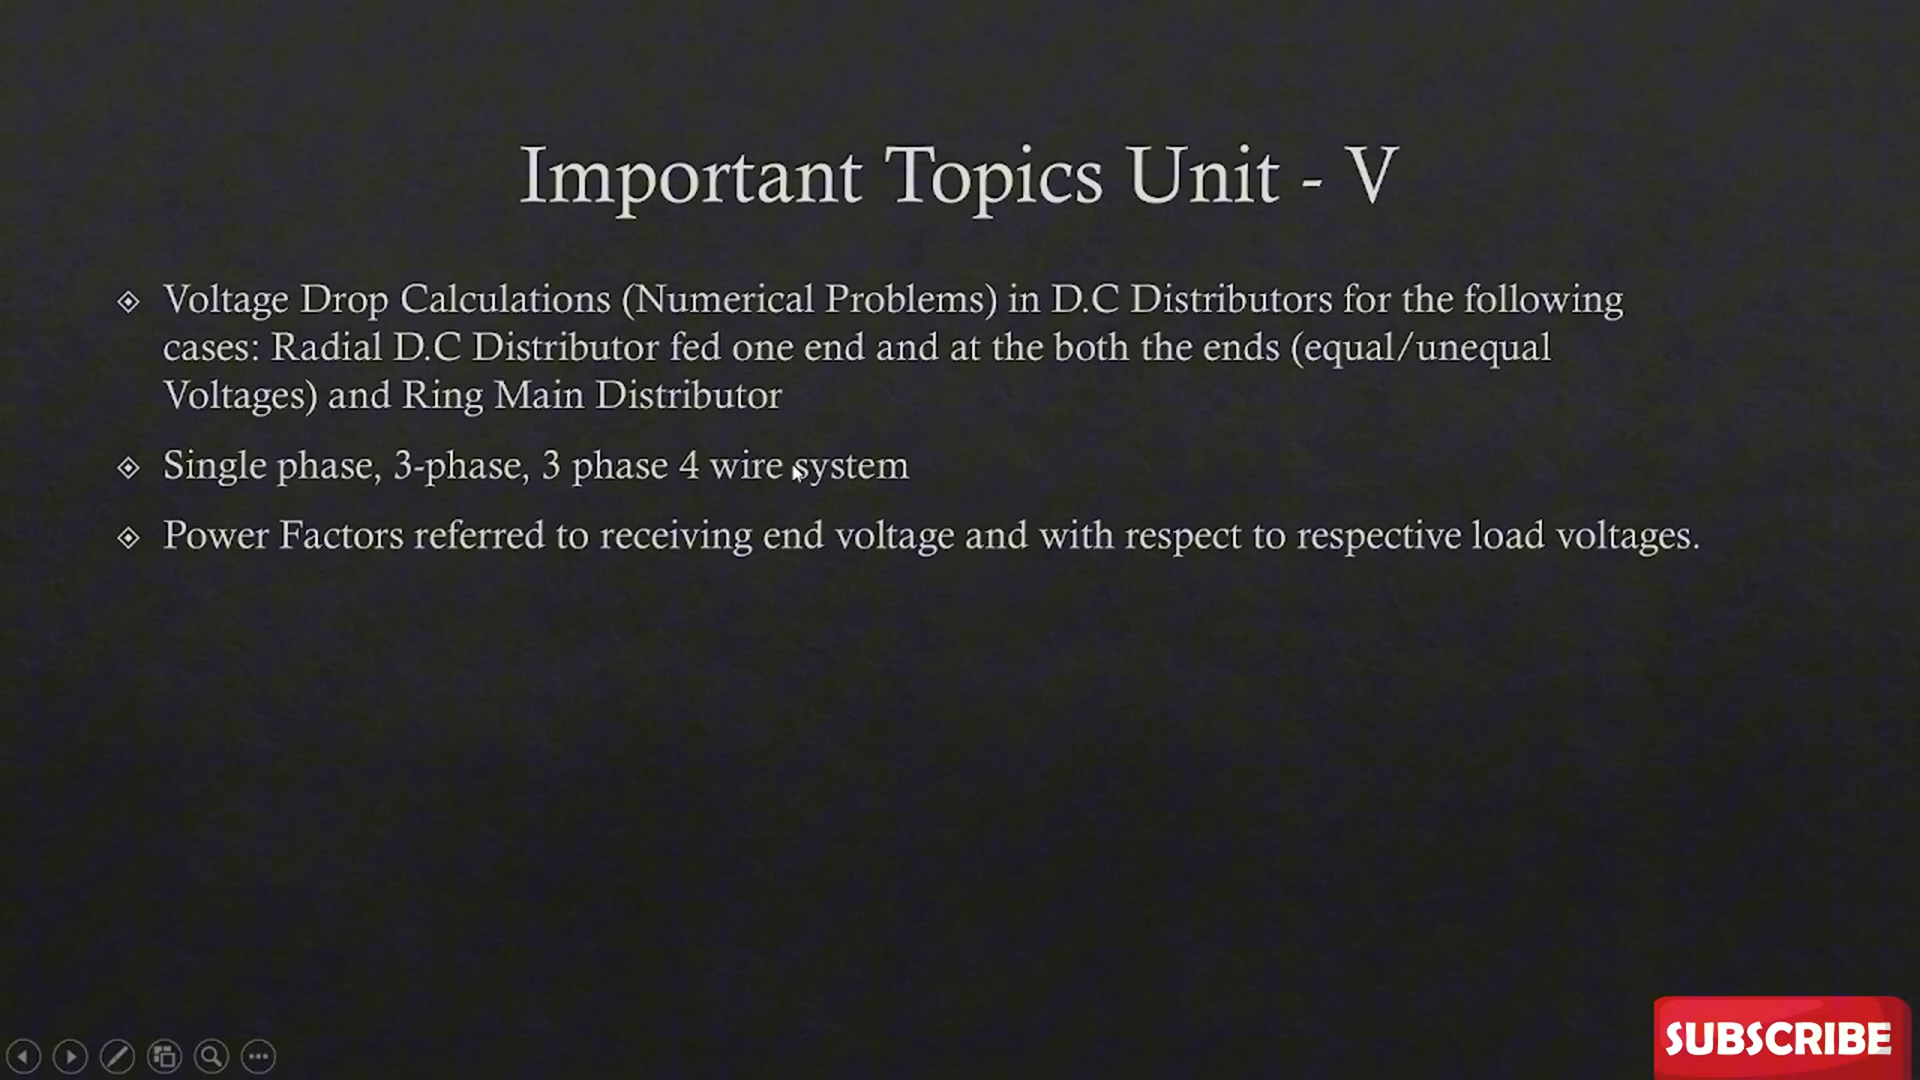 Important Topics Unit - V
Voltage Drop Calculations (Numerical Problems) in D.C Distributors for the following
cases: Radial D.C Distributor fed one end and at the both the ends (equal/unequal
Voltages) and Ring Main Distributor
Single phase, 3-phase, 3 phase 4 wire system
Power Factors referred to receiving end voltage and with respect to respective load voltages.
SUBSCRIBE